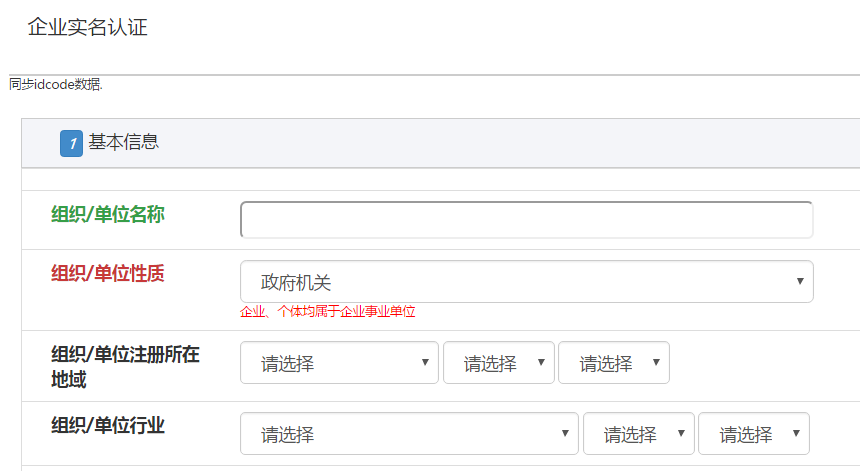 企业实名认证
同步idcode数据.
1 基本信息
组织/单位名称
组织/单位性质 政府机关
企业、个体均属于企业事业单位
组织/单位注册所在
地域
请选择 请选择 请选择
组织/单位行业 请选择 请选择 请选择